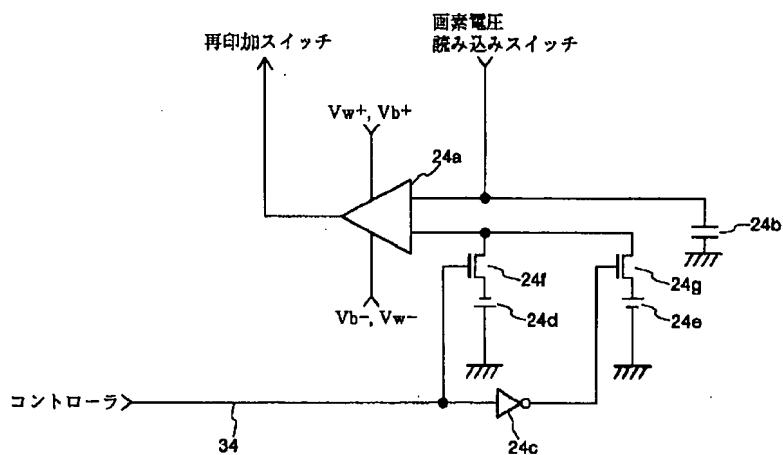 画素電圧
読み込みスイッチ
再印加スイッチ
Vw+, Vb+
24a
24b
24f
24g
24d
24e
Vb−, Vw−
コントローラ
34
24c